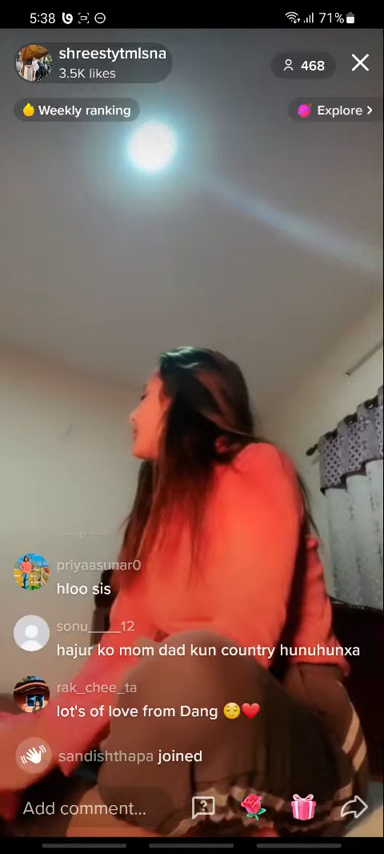 5:38 71%
shreestytmlsna
3.5K likes
468
Weekly ranking
Explore >
priyaasunar0
hloo sis
sonu____12
hajur ko mom dad kun country hunuhunxa
rak_chee_ta
lot's of love from Dang 😌❤️
sandishthapa joined
Add comment...